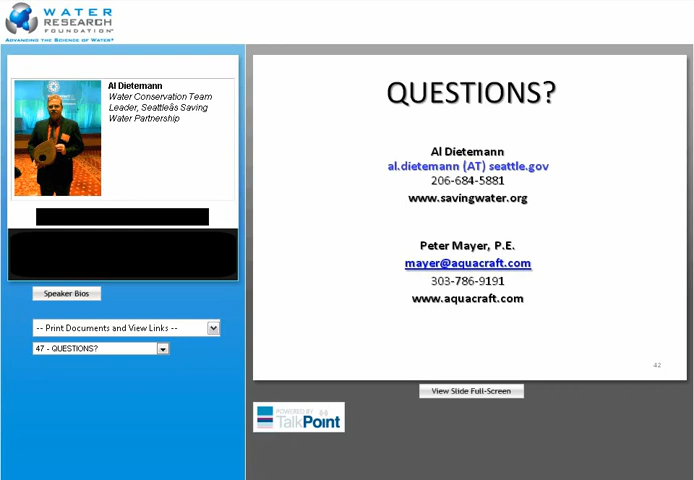 WATER
RESEARCH
FOUNDATION
ADVANCING THE SCIENCE OF WATER®
Al Dietemann
Water Conservation Team
Leader, Seattleâs Saving
Water Partnership
Speaker Bios
-- Print Documents and View Links --
47 - QUESTIONS?
QUESTIONS?
Al Dietemann
al.dietemann (AT) seattle.gov
206-684-5881
www.savingwater.org
Peter Mayer, P.E.
mayer@aquacraft.com
303-786-9191
www.aquacraft.com
42
View Slide Full-Screen
POWERED BY
TalkPoint